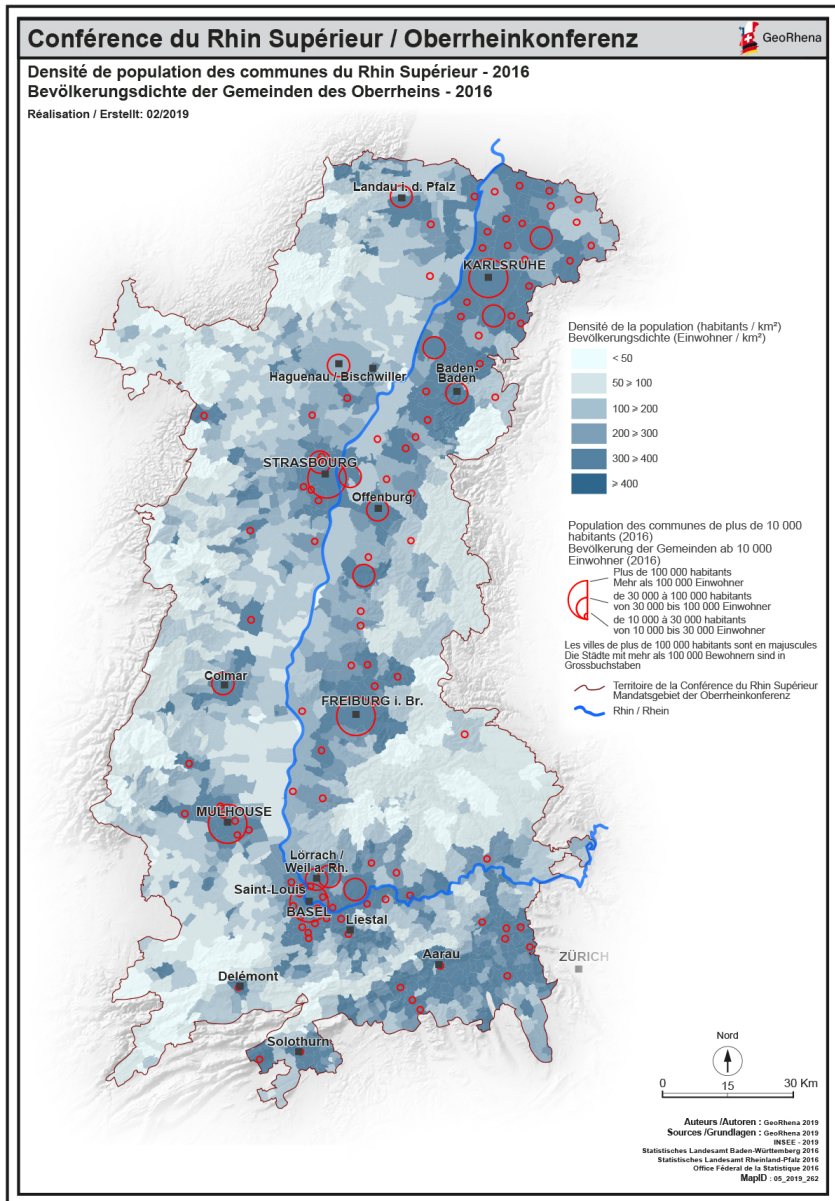 Conférence du Rhin Supérieur / Oberrheinkonferenz
GeoRhena
Densité de population des communes du Rhin Supérieur - 2016
Bevölkerungsdichte der Gemeinden des Oberrheins - 2016
Réalisation / Erstellt: 02/2019
Landau i. d. Pfalz
KARLSRUHE
Haguenau / Bischwiller
Baden-
Baden
STRASBOURG
Offenburg
Colmar
FREIBURG i. Br.
MULHOUSE
Lörrach /
Weil a. Rh.
Saint-Louis
BASEL
Liestal
Aarau
ZÜRICH
Delémont
Solothurn
Densité de la population (habitants / km²)
Bevölkerungsdichte (Einwohner / km²)
< 50
50 ⩾ 100
100 ⩾ 200
200 ⩾ 300
300 ⩾ 400
⩾ 400
Population des communes de plus de 10 000
habitants (2016)
Bevölkerung der Gemeinden ab 10 000
Einwohner (2016)
Plus de 100 000 habitants
Mehr als 100 000 Einwohner
de 30 000 à 100 000 habitants
von 30 000 bis 100 000 Einwohner
de 10 000 à 30 000 habitants
von 10 000 bis 30 000 Einwohner
Les villes de plus de 100 000 habitants sont en majuscules
Die Städte mit mehr als 100 000 Bewohnern sind in
Grossbuchstaben
Territoire de la Conférence du Rhin Supérieur
Mandatsgebiet der Oberrheinkonferenz
Rhin / Rhein
Nord
0 15 30 Km
Auteurs /Autoren : GeoRhena 2019
Sources /Grundlagen : GeoRhena 2019
INSEE - 2019
Statistisches Landesamt Baden-Württemberg 2016
Statistisches Landesamt Rheinland-Pfalz 2016
Office Féderal de la Statistique 2016
MapID : 05_2019_262